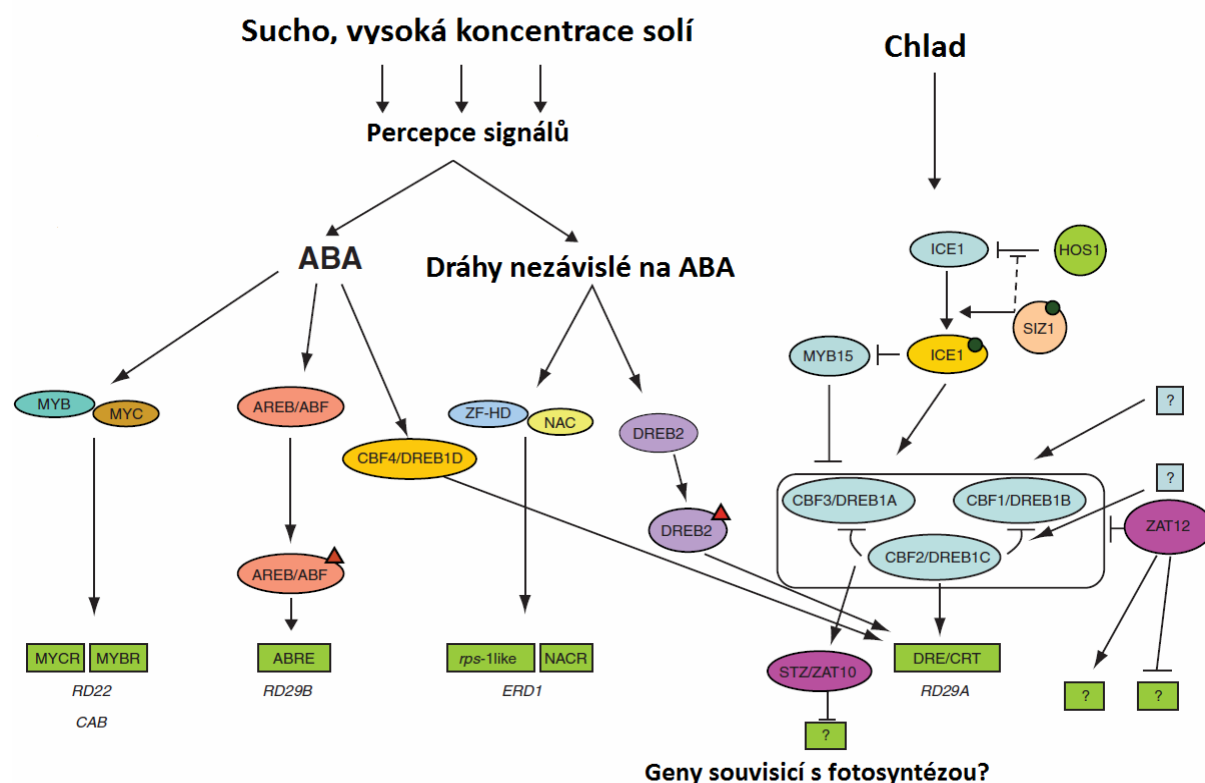 Sucho, vysoká koncentrace solí
Chlad
Percepce signálů
ABA
Dráhy nezávislé na ABA
ICE1
HOS1
SIZ1
MYB15
ICE1
MYB
MYC
AREB/ABF
ZF-HD
NAC
DREB2
?
CBF4/DREB1D
?
CBF3/DREB1A
CBF1/DREB1B
ZAT12
DREB2
CBF2/DREB1C
AREB/ABF
MYCR
MYBR
ABRE
rps-1like
NACR
STZ/ZAT10
DRE/CRT
RD22
RD29B
ERD1
RD29A
?
?
CAB
?
Geny souvisicí s fotosyntézou?